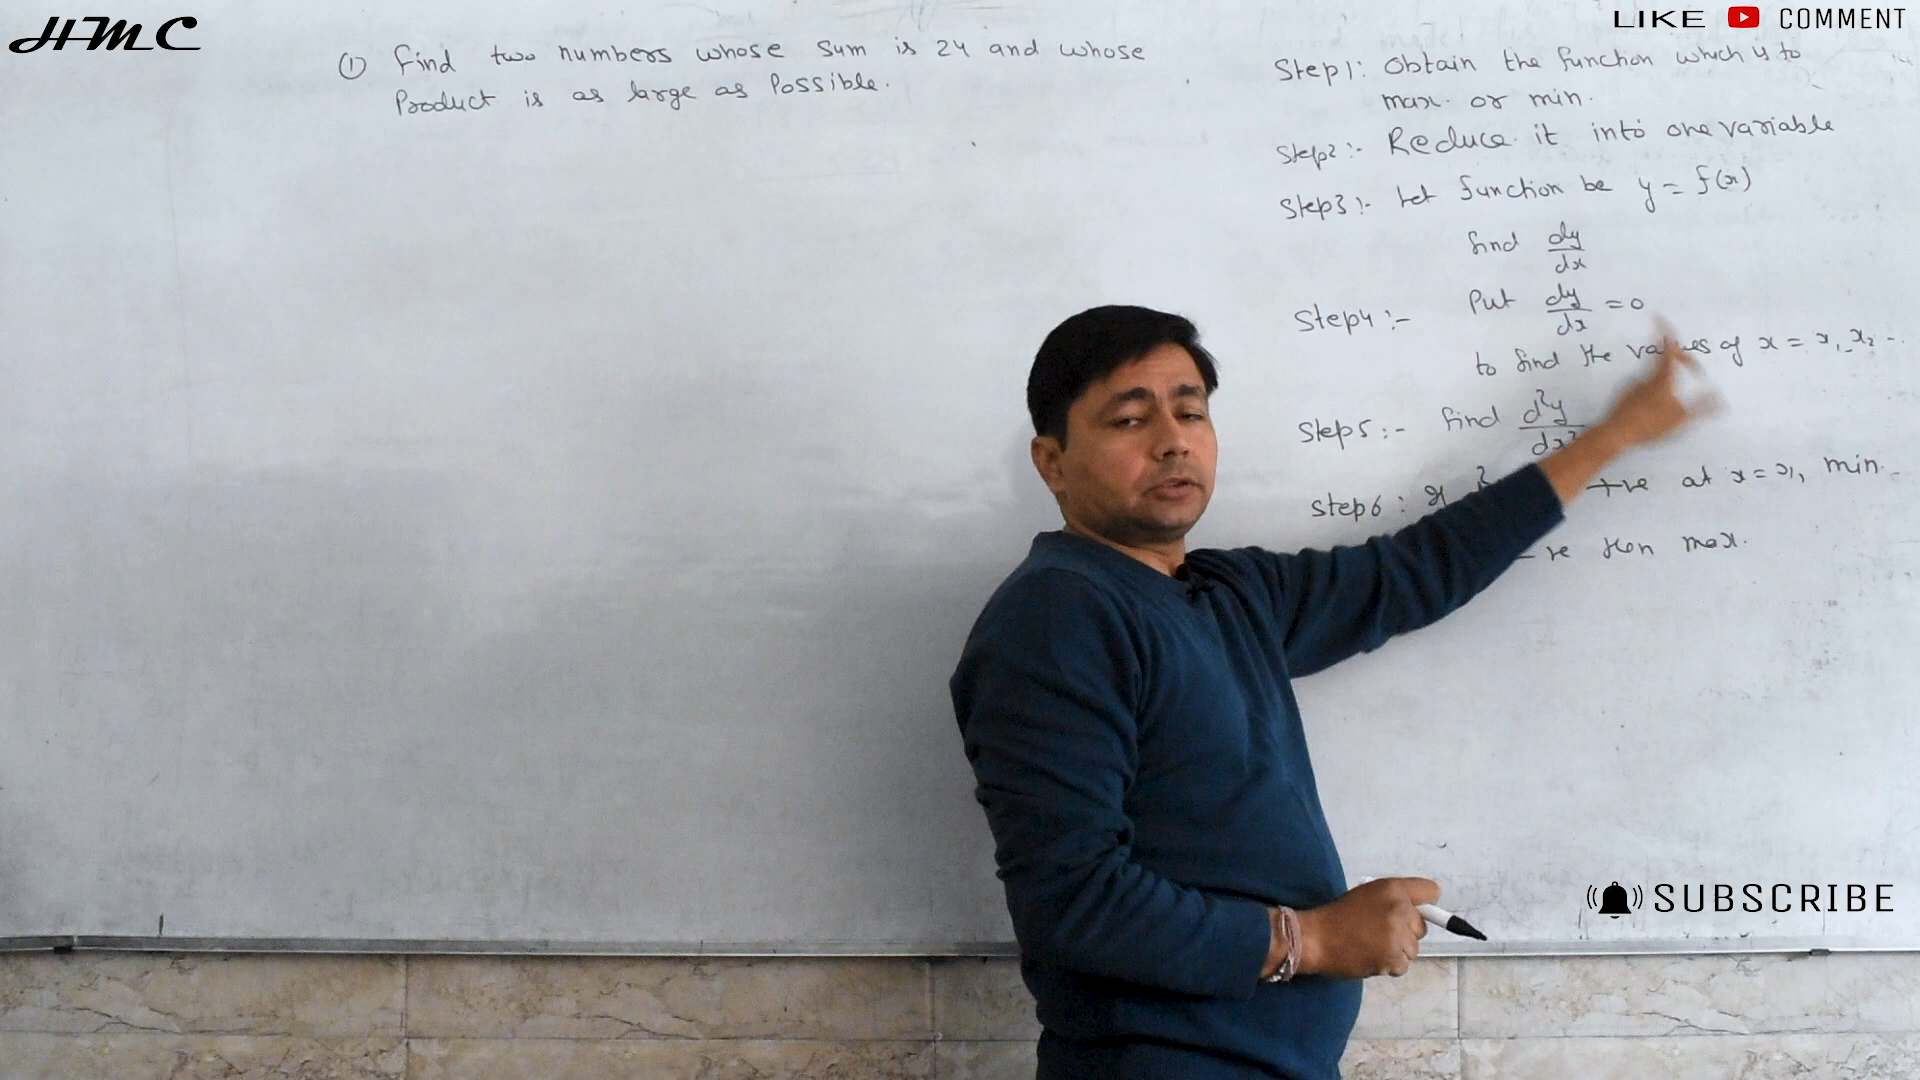 HMC
LIKE COMMENT
① Find two numbers whose sum is 24 and whose
Product is as large as Possible.
Step1: Obtain the function which is to
max. or min.
Step2:- Reduce it into one variable
Step3:- Let function be y = f(x)
find dy/dx
Step4:- Put dy/dx = 0
to find the values of x = x₁, x₂ - .
Step5:- find d²y/dx²
Step6: +ve at x = x₁, min.
-ve then max.
SUBSCRIBE